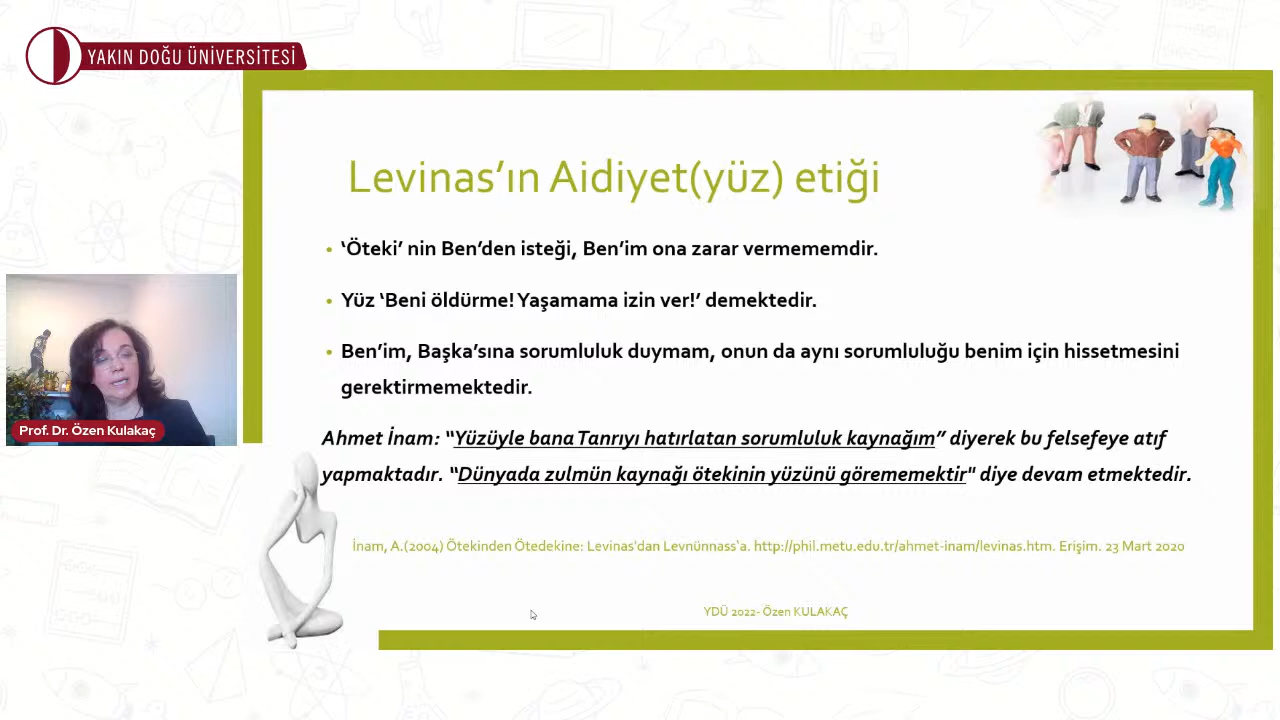 YAKIN DOĞU ÜNİVERSİTESİ
Levinas’ın Aidiyet(yüz) etiği
• ‘Öteki’ nin Ben’den isteği, Ben’im ona zarar vermememdir.
• Yüz ‘Beni öldürme! Yaşamama izin ver!’ demektedir.
• Ben’im, Başka’sına sorumluluk duymam, onun da aynı sorumluluğu benim için hissetmesini
gerektirmemektedir.
Ahmet İnam: “Yüzüyle bana Tanrıyı hatırlatan sorumluluk kaynağım” diyerek bu felsefeye atıf
yapmaktadır. “Dünyada zulmün kaynağı ötekinin yüzünü görememektir" diye devam etmektedir.
İnam, A.(2004) Ötekinden Ötedekine: Levinas'dan Levnünnass‘a. http://phil.metu.edu.tr/ahmet-inam/levinas.htm. Erişim. 23 Mart 2020
YDÜ 2022- Özen KULAKAÇ
Prof. Dr. Özen Kulakaç